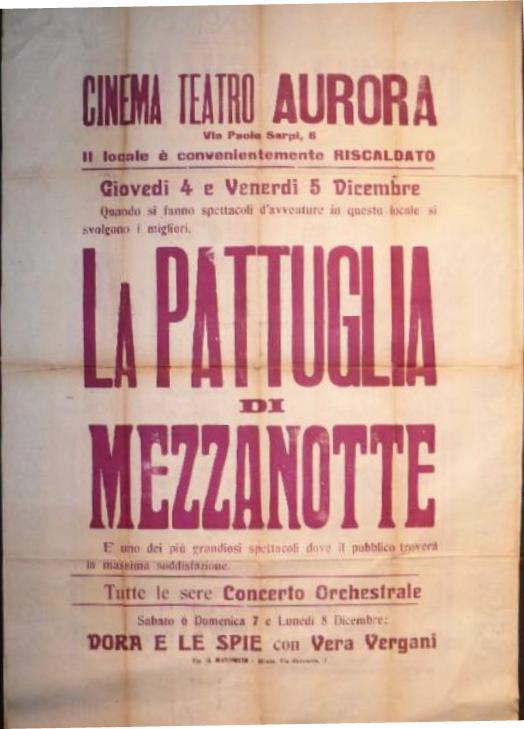 CINEMA TEATRO AURORA
Via Paolo Sarpi, 6
Il locale è convenientemente RISCALDATO
Giovedì 4 e Venerdì 5 Dicembre
Quando si fanno spettacoli d'avventure in questo locale si
svolgono i migliori.
LA PATTUGLIA
DI
MEZZANOTTE
E' uno dei più grandiosi spettacoli dove il pubblico troverà
la massima soddisfazione.
Tutte le sere Concerto Orchestrale
Sabato 6 Domenica 7 e Lunedì 8 Dicembre:
DORA E LE SPIE con Vera Vergani
Tip.